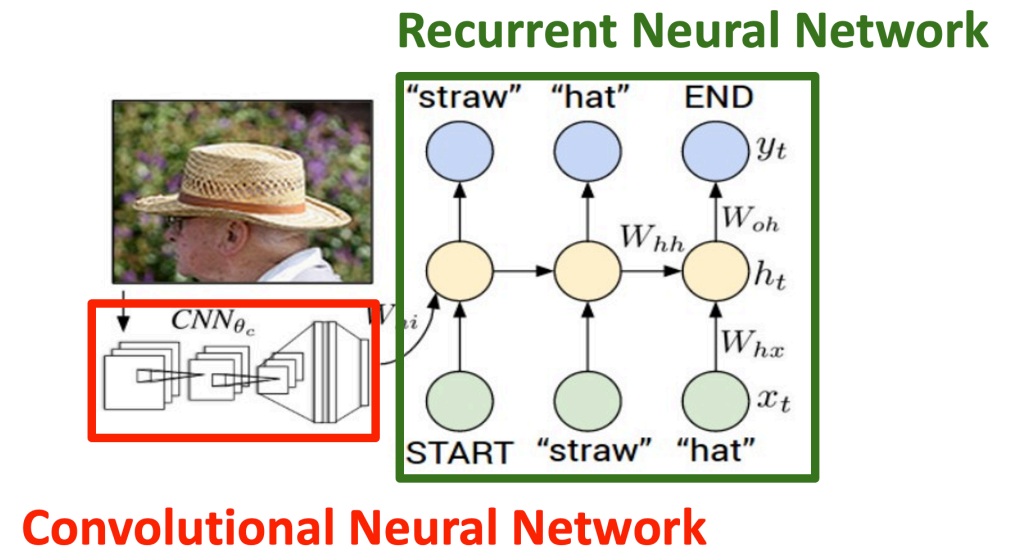 Recurrent Neural Network
“straw” “hat” END
y_t
W_oh
W_hh
h_t
CNN_θ_c
W_hi
W_hx
x_t
START “straw” “hat”
Convolutional Neural Network